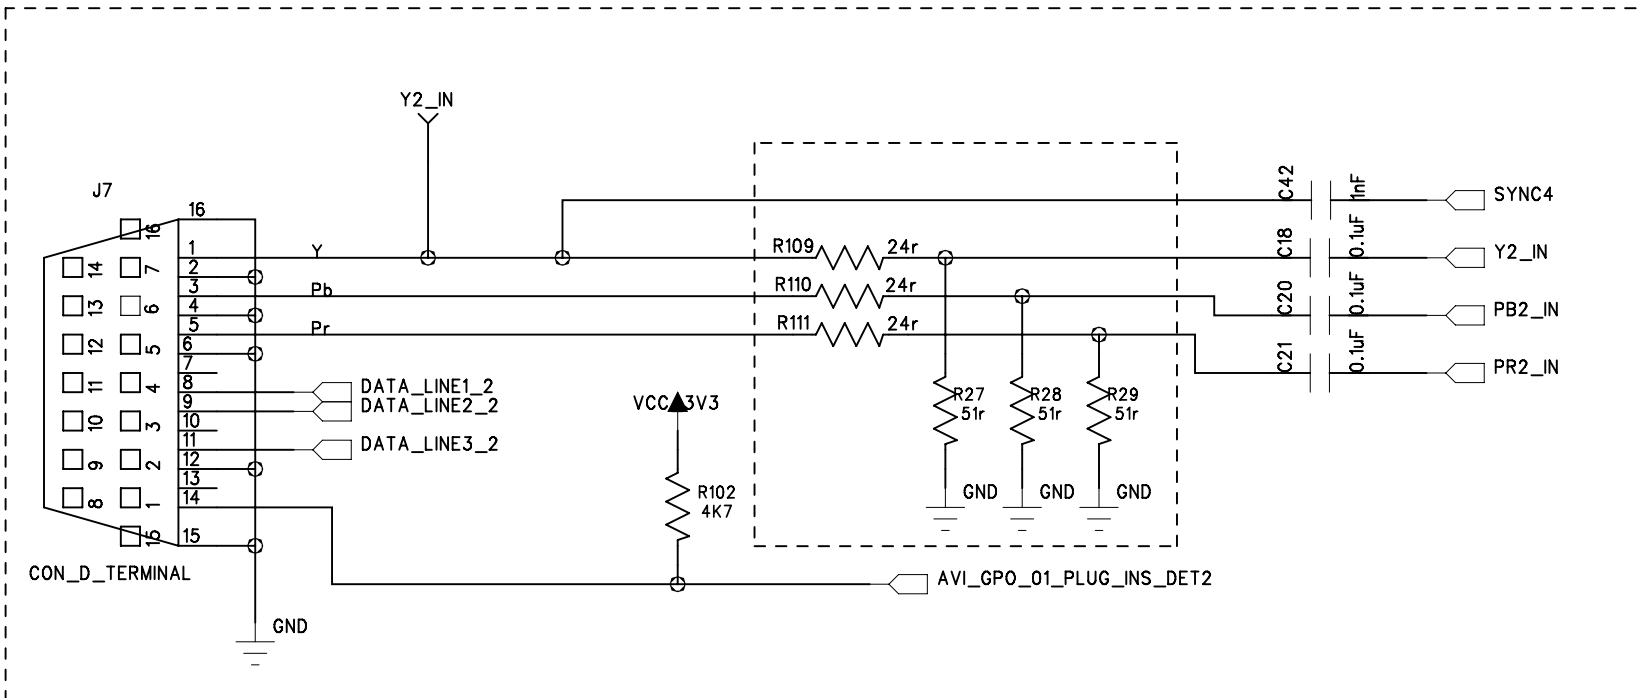 Y2_IN
J7
C42
1nF
SYNC4
16
16
1
Y
R109
24r
C18
0.1uF
Y2_IN
14
7
2
3
Pb
R110
24r
C20
0.1uF
PB2_IN
13
6
4
5
Pr
R111
24r
C21
0.1uF
PR2_IN
12
5
6
7
11
4
8
DATA_LINE1_2
9
DATA_LINE2_2
VCC_3V3
R27
51r
R28
51r
R29
51r
10
3
10
11
DATA_LINE3_2
9
2
12
13
8
1
14
R102
4K7
GND
GND
GND
15
15
CON_D_TERMINAL
AVI_GPO_01_PLUG_INS_DET2
GND